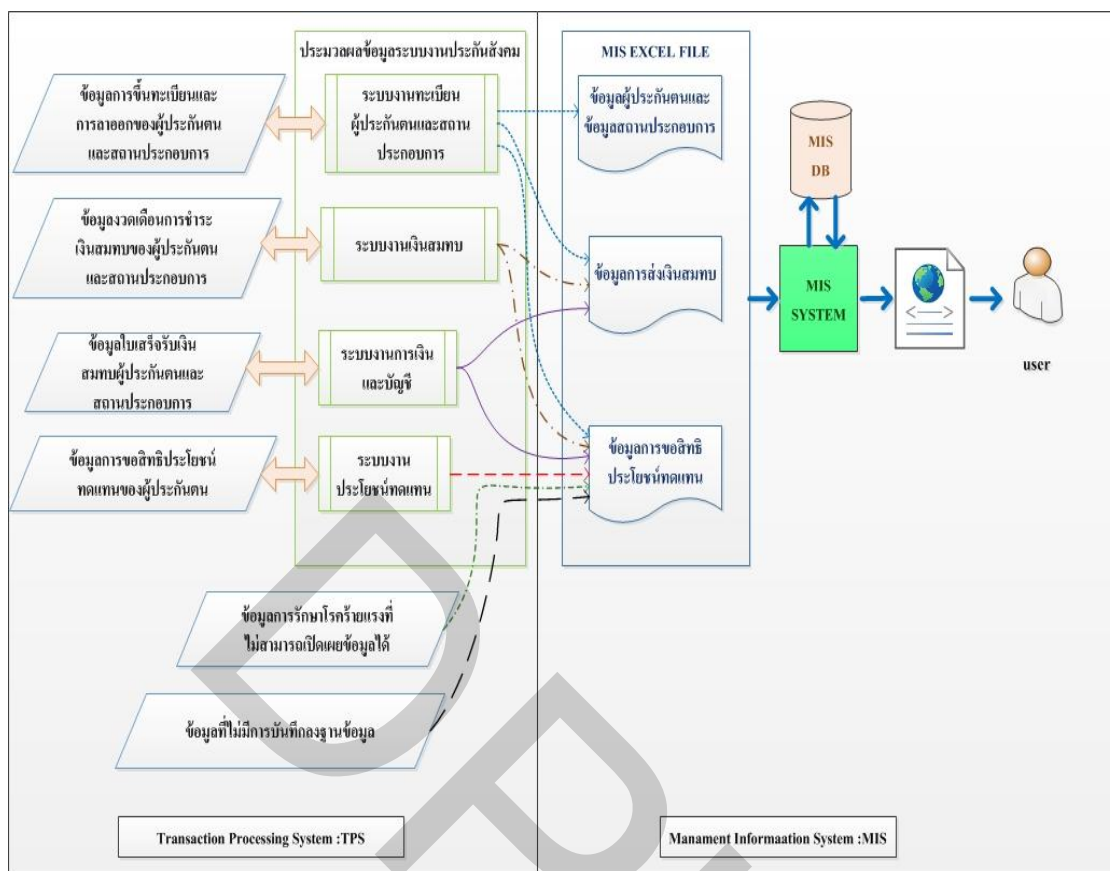 ประมวลผลข้อมูลระบบงานประกันสังคม
MIS EXCEL FILE
ข้อมูลการขึ้นทะเบียนและ
การลาออกของผู้ประกันตน
และสถานประกอบการ
ระบบงานทะเบียน
ผู้ประกันตนและสถาน
ประกอบการ
ข้อมูลผู้ประกันตนและ
ข้อมูลสถานประกอบการ
MIS
DB
ข้อมูลงวดเดือนการชำระ
เงินสมทบของผู้ประกันตน
และสถานประกอบการ
ระบบงานเงินสมทบ
ข้อมูลการส่งเงินสมทบ
MIS
SYSTEM
user
ข้อมูลใบเสร็จรับเงิน
สมทบผู้ประกันตนและ
สถานประกอบการ
ระบบงานการเงิน
และบัญชี
ข้อมูลการขอสิทธิประโยชน์
ทดแทนของผู้ประกันตน
ระบบงาน
ประโยชน์ทดแทน
ข้อมูลการขอสิทธิ
ประโยชน์ทดแทน
ข้อมูลการรักษาโรคร้ายแรงที่
ไม่สามารถเปิดเผยข้อมูลได้
ข้อมูลที่ไม่มีการบันทึกลงฐานข้อมูล
Transaction Processing System :TPS
Manament Informaation System :MIS